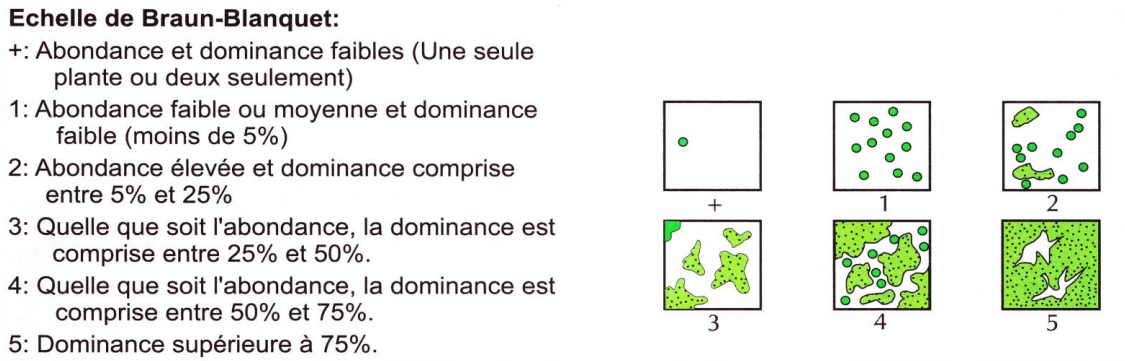 Echelle de Braun-Blanquet:
+: Abondance et dominance faibles (Une seule
plante ou deux seulement)
1: Abondance faible ou moyenne et dominance
faible (moins de 5%)
2: Abondance élevée et dominance comprise
entre 5% et 25%
3: Quelle que soit l'abondance, la dominance est
comprise entre 25% et 50%.
4: Quelle que soit l'abondance, la dominance est
comprise entre 50% et 75%.
5: Dominance supérieure à 75%.
+ 1 2
3 4 5